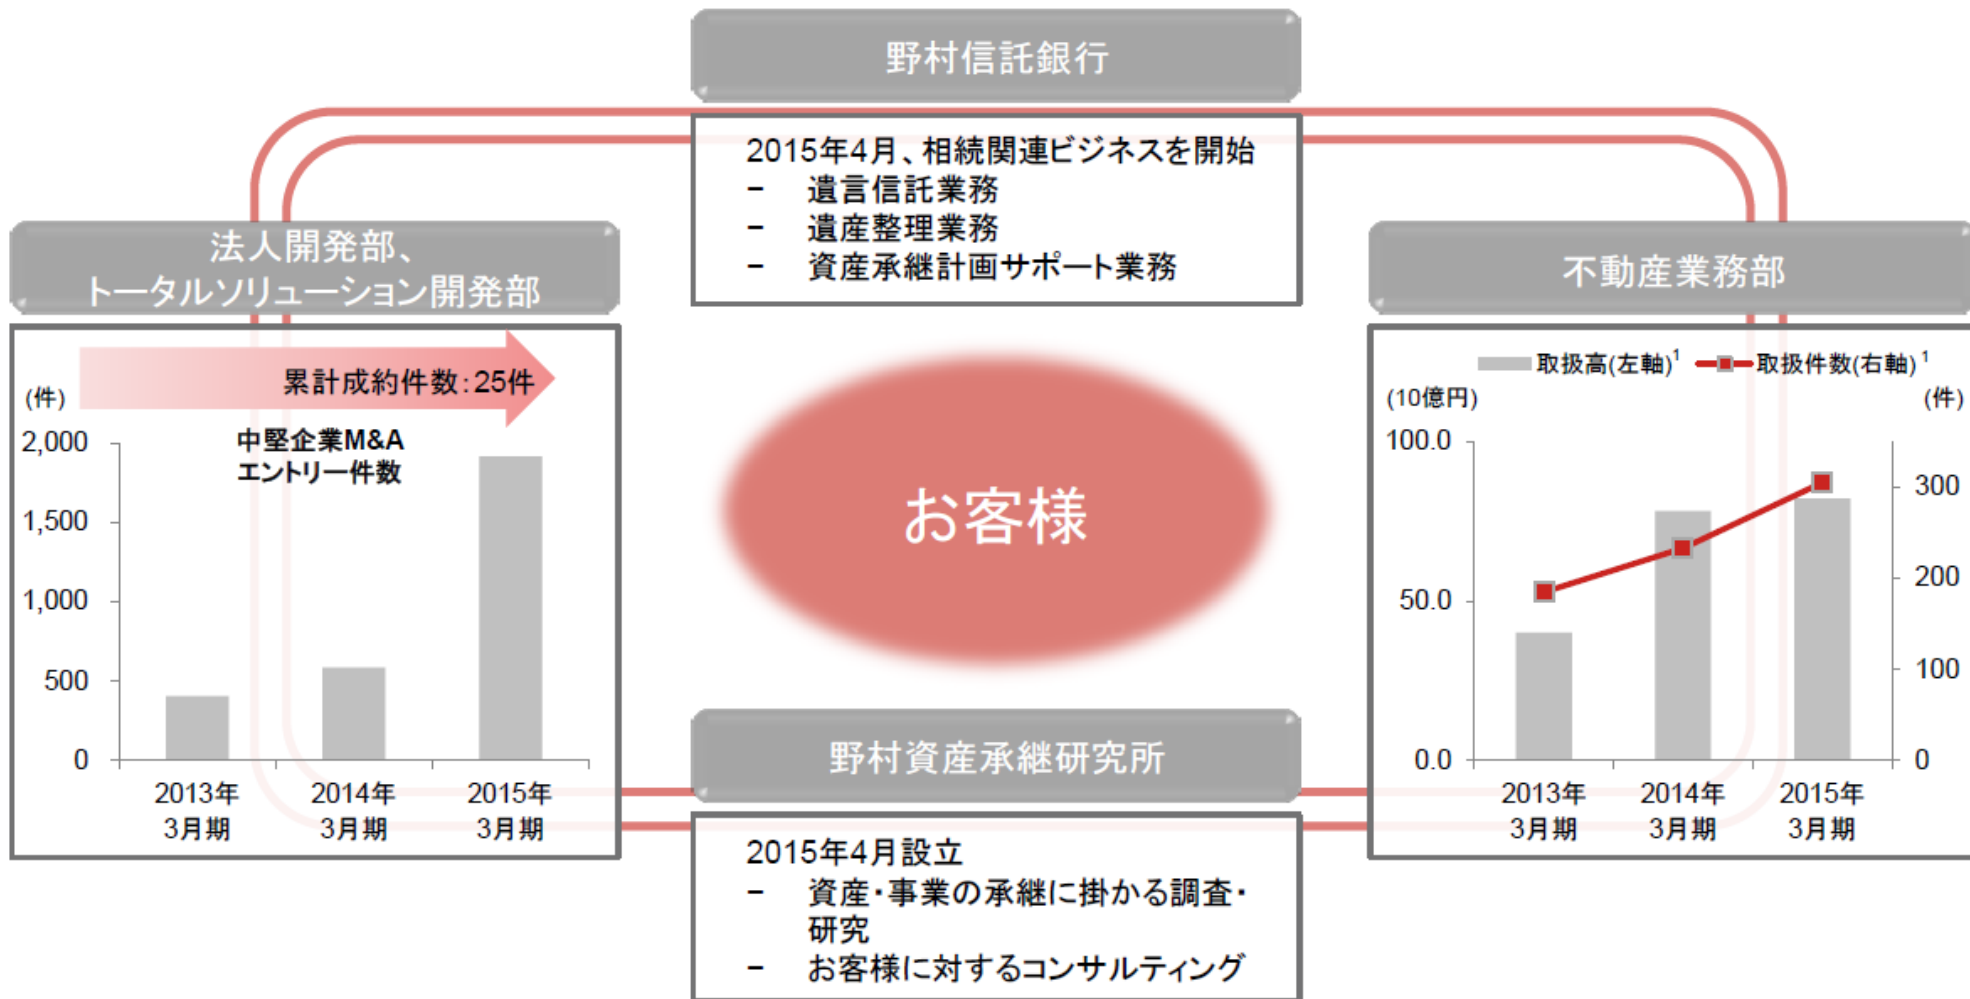 野村信託銀行
2015年4月、相続関連ビジネスを開始
－ 遺言信託業務
－ 遺産整理業務
－ 資産承継計画サポート業務
法人開発部、
トータルソリューション開発部
累計成約件数：25件
(件)
中堅企業M&A
エントリー件数
2,000
1,500
1,000
500
0
2013年
3月期
2014年
3月期
2015年
3月期
お客様
不動産業務部
取扱高(左軸)¹ 取扱件数(右軸)¹
(10億円) (件)
100.0
50.0
0.0
300
200
100
0
2013年
3月期
2014年
3月期
2015年
3月期
野村資産承継研究所
2015年4月設立
－ 資産・事業の承継に掛かる調査・
研究
－ お客様に対するコンサルティング